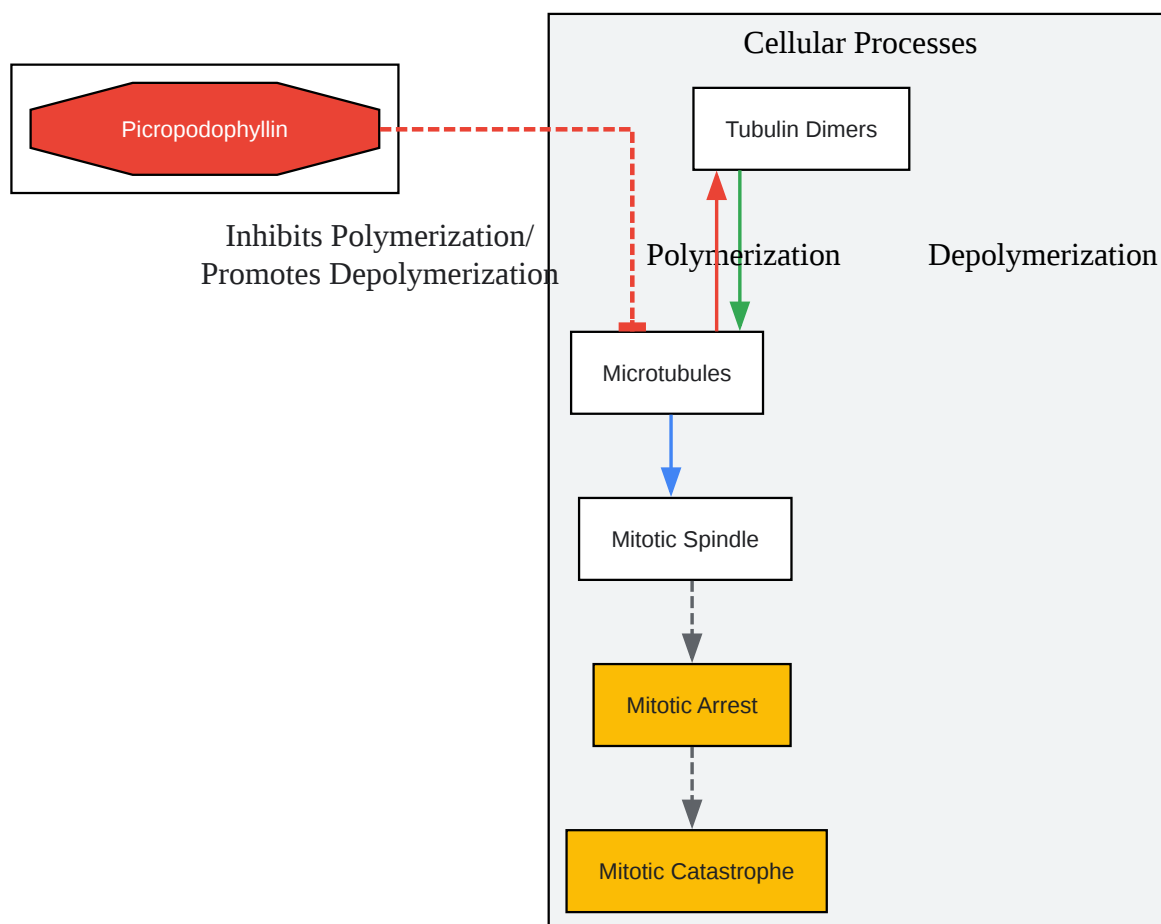 Cellular Processes
Picropodophyllin
Tubulin Dimers
Inhibits Polymerization/
Promotes Depolymerization
Polymerization
Depolymerization
Microtubules
Mitotic Spindle
Mitotic Arrest
Mitotic Catastrophe